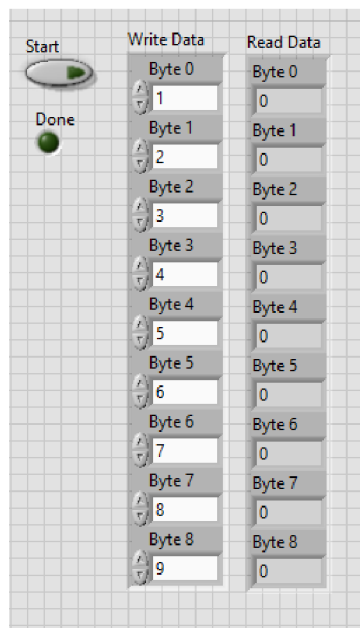 Start
Done
Write Data
Byte 0
1
Byte 1
2
Byte 2
3
Byte 3
4
Byte 4
5
Byte 5
6
Byte 6
7
Byte 7
8
Byte 8
9
Read Data
Byte 0
0
Byte 1
0
Byte 2
0
Byte 3
0
Byte 4
0
Byte 5
0
Byte 6
0
Byte 7
0
Byte 8
0